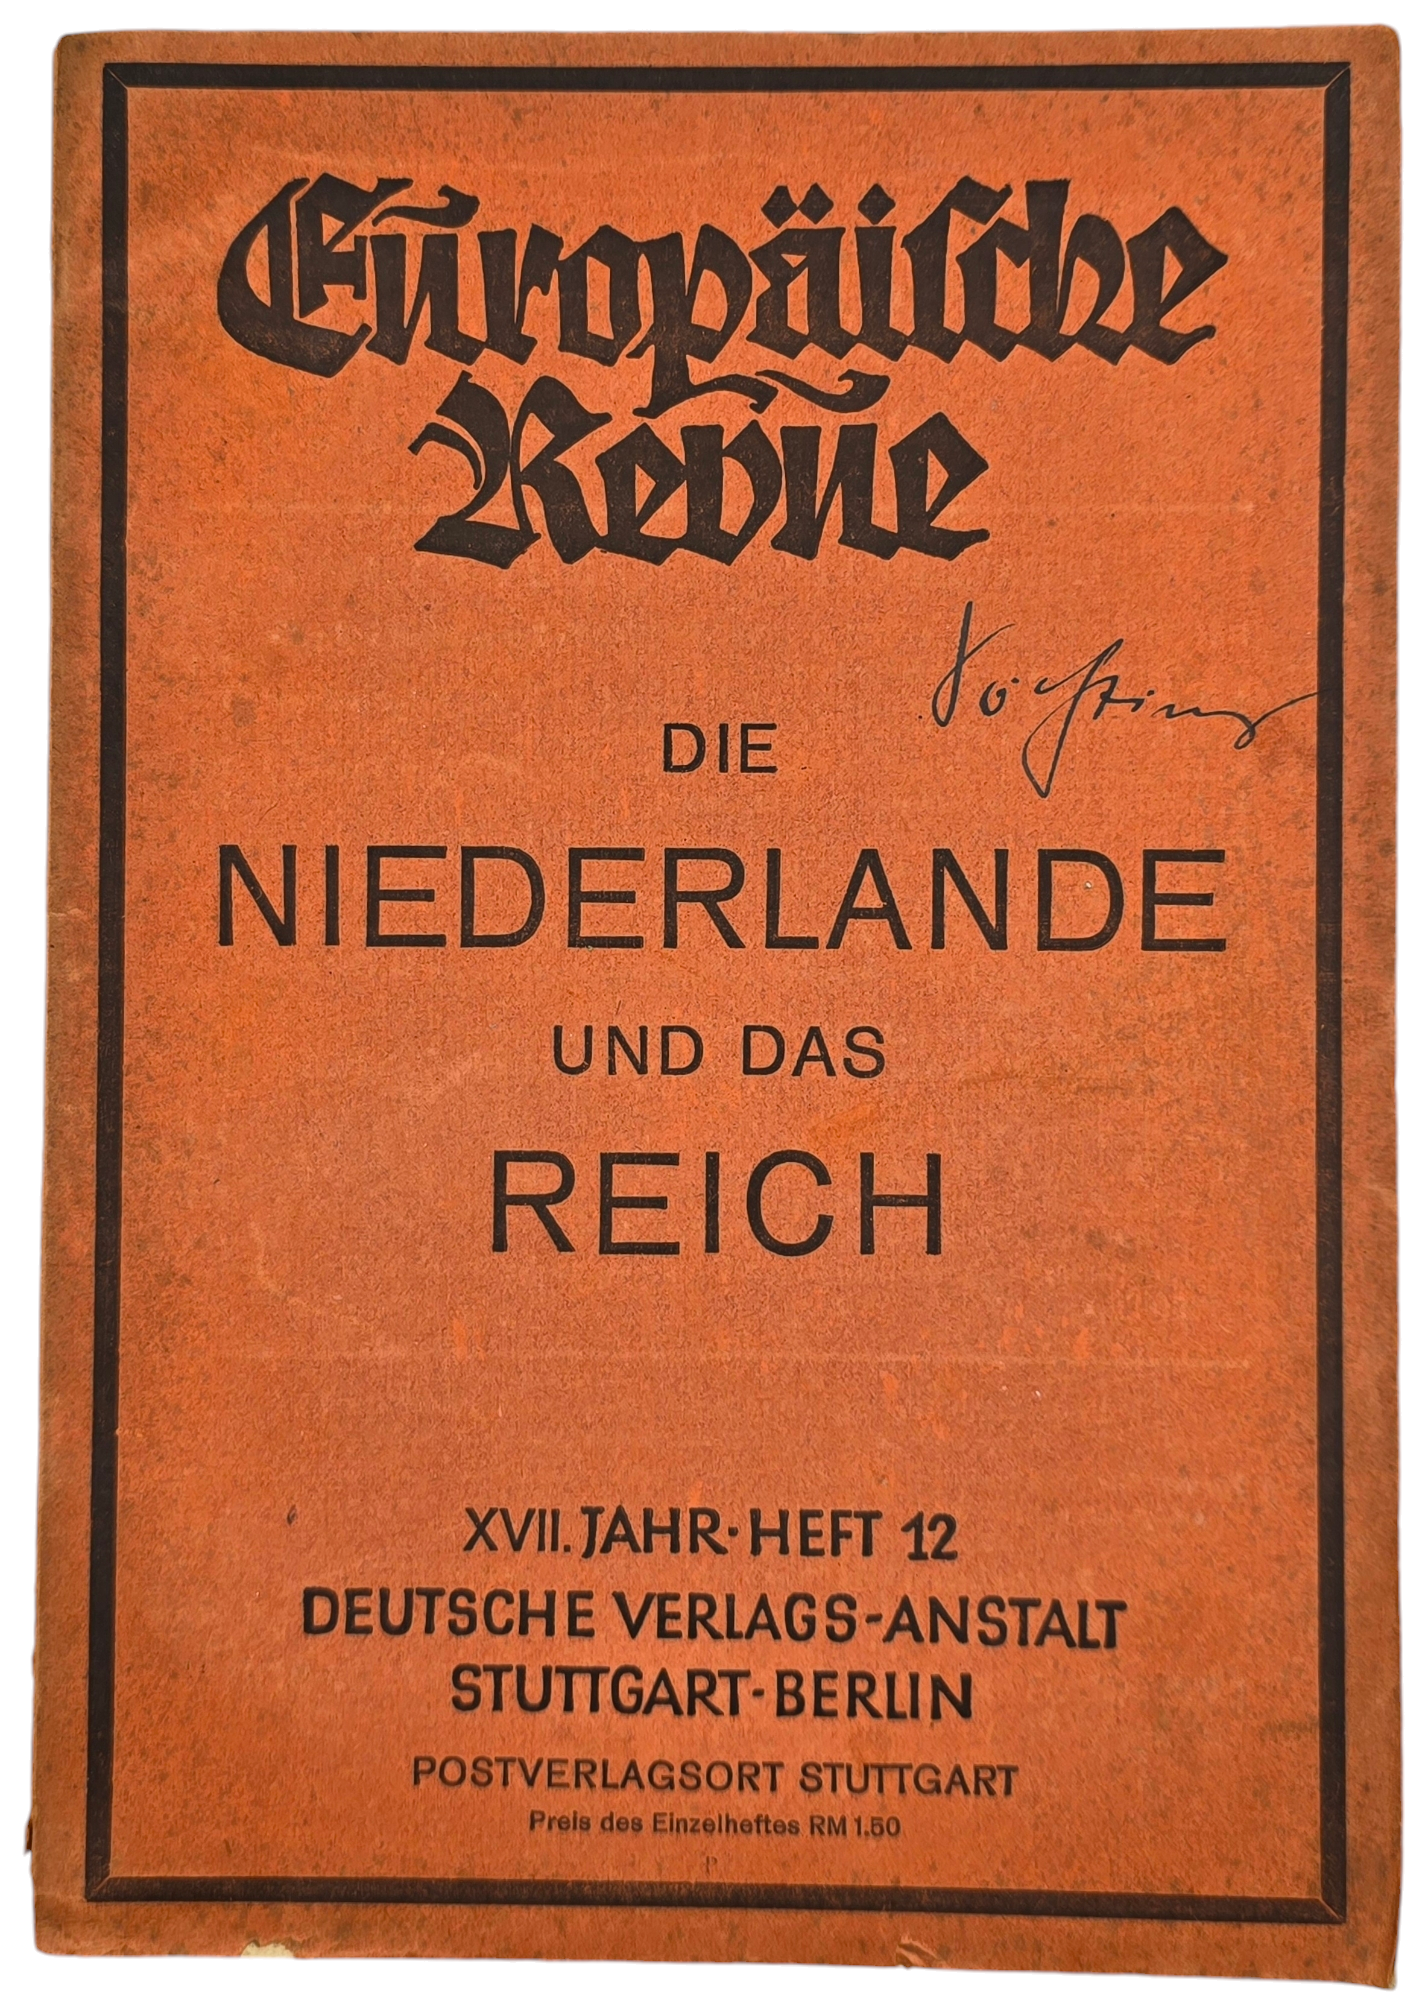 Europäische
Revue
DIE
NIEDERLANDE
UND DAS
REICH
XVII. JAHR · HEFT 12
DEUTSCHE VERLAGS-ANSTALT
STUTTGART-BERLIN
POSTVERLAGSORT STUTTGART
Preis des Einzelheftes RM 1.50
P